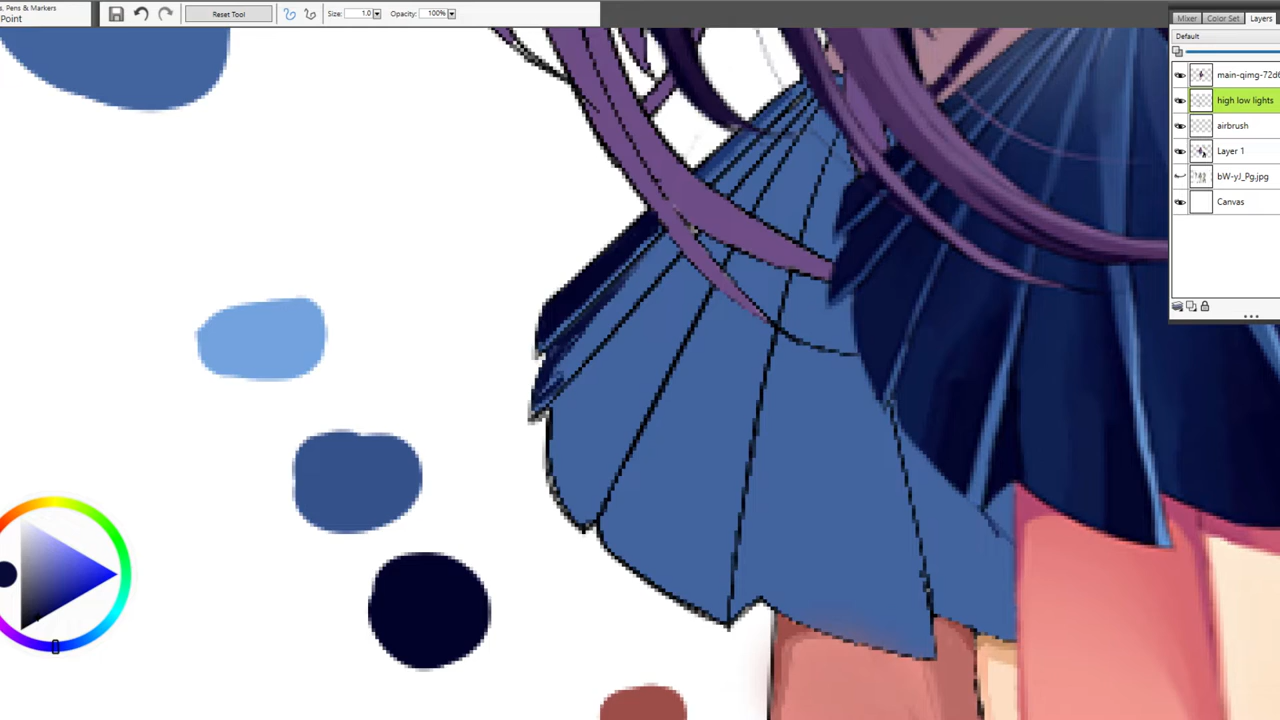 s, Pens & Markers
Point
Reset Tool
Size: 1.0
Opacity: 100%
Mixer
Color Set
Layers
Default
main-qimg-72d6
high low lights
airbrush
Layer 1
bW-yJ_Pg.jpg
Canvas